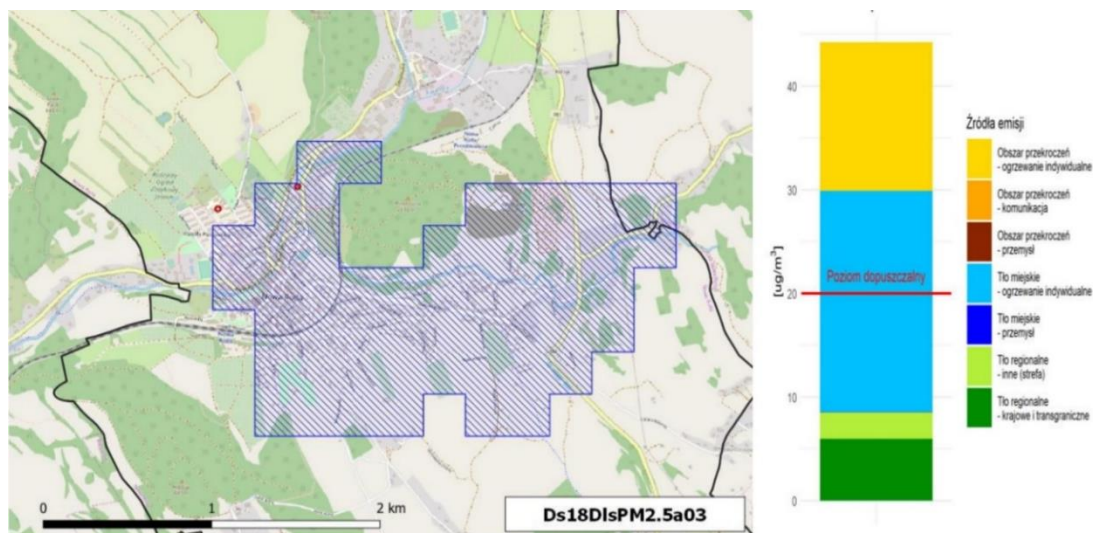 0
1
2 km
Ds18DlsPM2.5a03
[ug/m³]
40
30
20
10
0
Poziom dopuszczalny
Źródła emisji
Obszar przekroczeń
- ogrzewanie indywidualne
Obszar przekroczeń
- komunikacja
Obszar przekroczeń
- przemysł
Tło miejskie
- ogrzewanie indywidualne
Tło miejskie
- przemysł
Tło regionalne
- inne (strefa)
Tło regionalne
- krajowe i transgraniczne